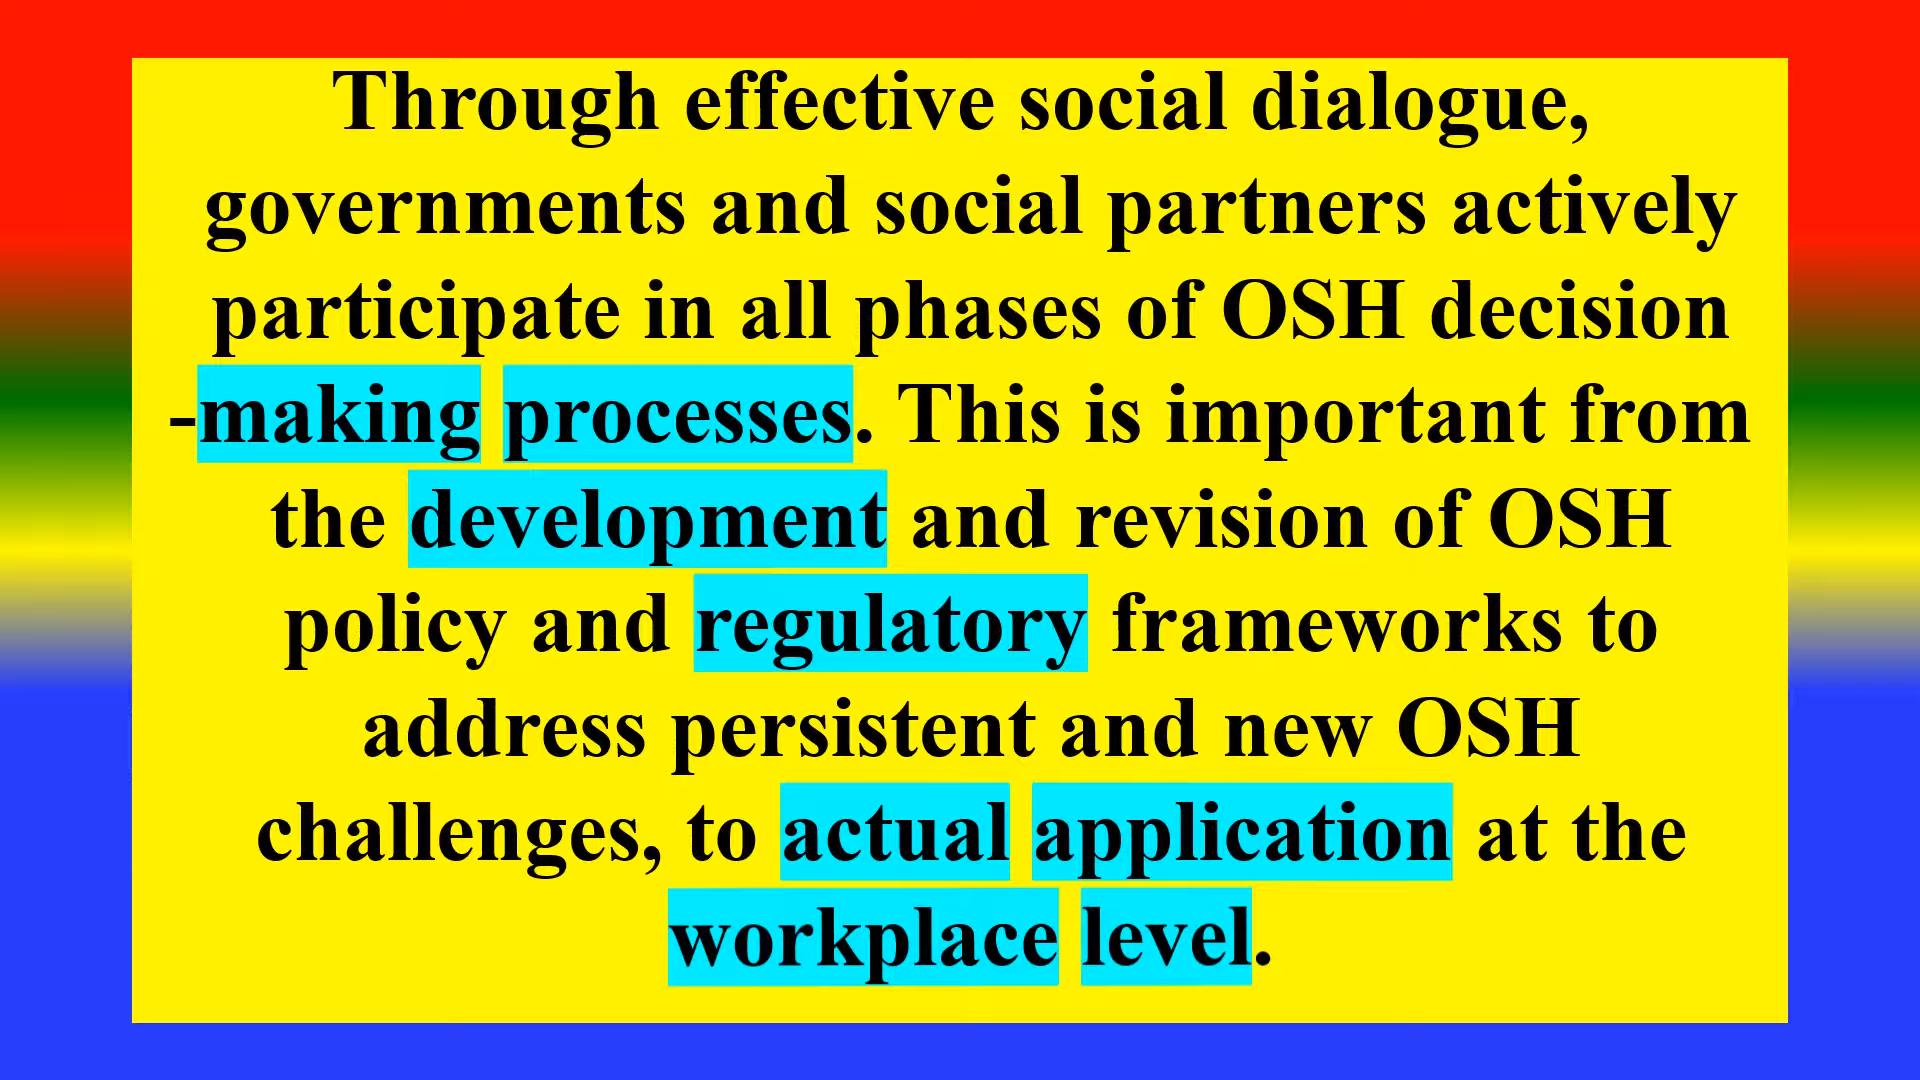 Through effective social dialogue,
governments and social partners actively
participate in all phases of OSH decision
-making processes. This is important from
the development and revision of OSH
policy and regulatory frameworks to
address persistent and new OSH
challenges, to actual application at the
workplace level.